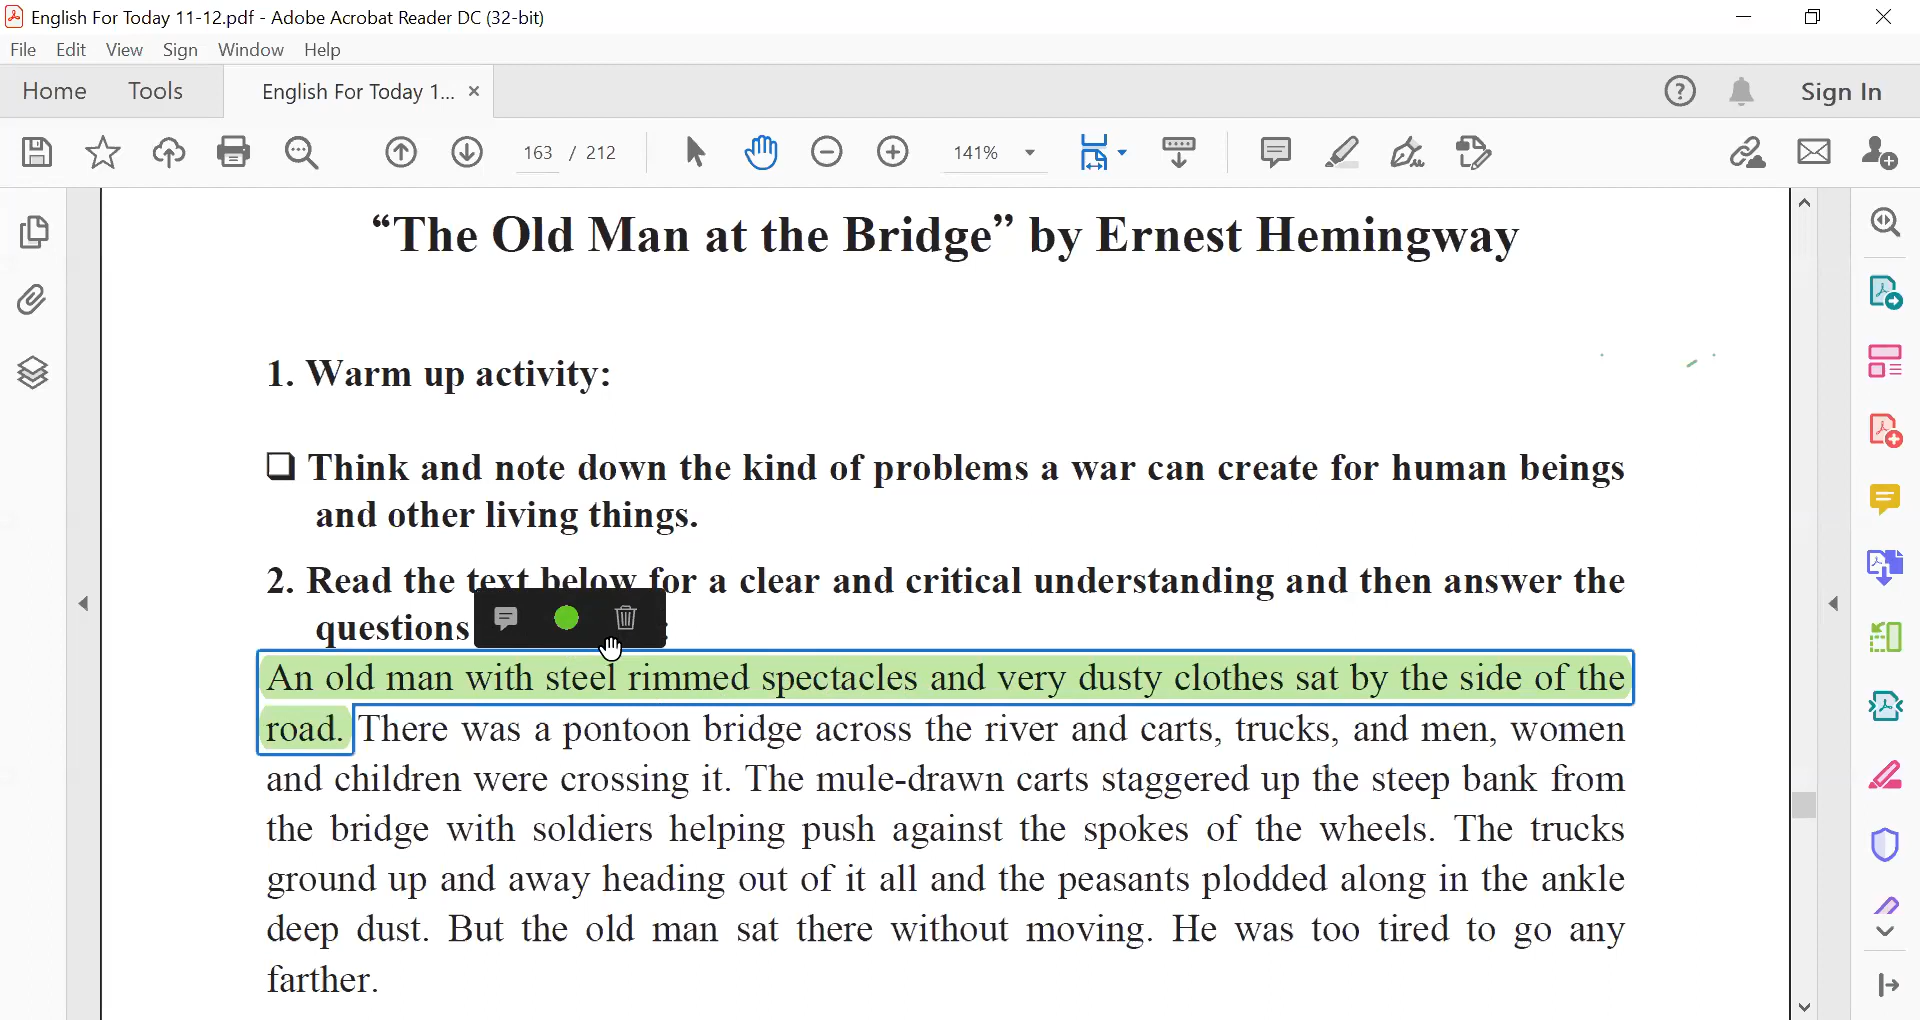 English For Today 11-12.pdf - Adobe Acrobat Reader DC (32-bit)
File Edit View Sign Window Help
Home Tools English For Today 1... × Sign In
163 / 212 141%
“The Old Man at the Bridge” by Ernest Hemingway
1. Warm up activity:
❑ Think and note down the kind of problems a war can create for human beings
and other living things.
2. Read the text below for a clear and critical understanding and then answer the
questions :
An old man with steel rimmed spectacles and very dusty clothes sat by the side of the
road. There was a pontoon bridge across the river and carts, trucks, and men, women
and children were crossing it. The mule-drawn carts staggered up the steep bank from
the bridge with soldiers helping push against the spokes of the wheels. The trucks
ground up and away heading out of it all and the peasants plodded along in the ankle
deep dust. But the old man sat there without moving. He was too tired to go any
farther.